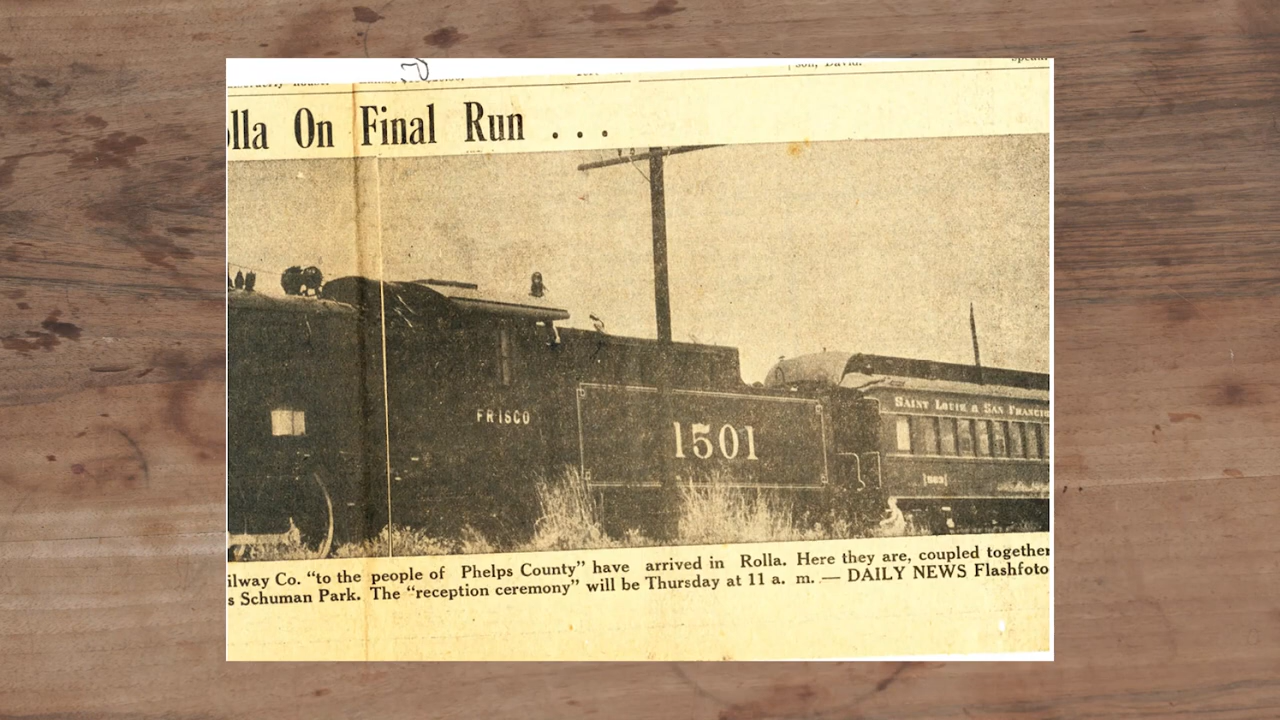 olla On Final Run . . .
FRISCO
1501
SAINT LOUIS & SAN FRANCIS
ilway Co. “to the people of Phelps County” have arrived in Rolla. Here they are, coupled together
s Schuman Park. The “reception ceremony” will be Thursday at 11 a. m. — DAILY NEWS Flashfoto